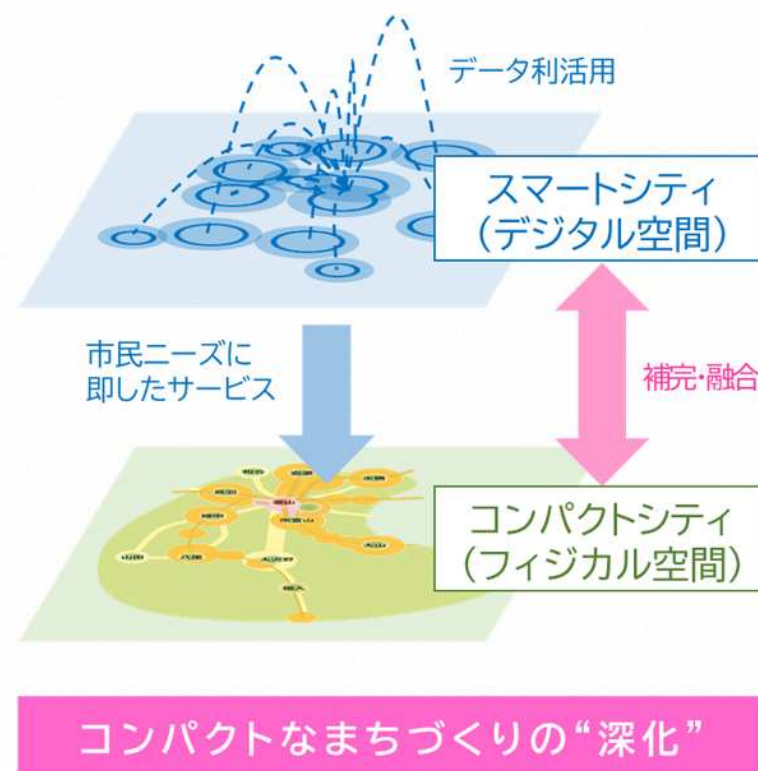 データ利活用
スマートシティ
(デジタル空間)
市民ニーズに
即したサービス
補完・融合
コンパクトシティ
(フィジカル空間)
コンパクトなまちづくりの“深化”